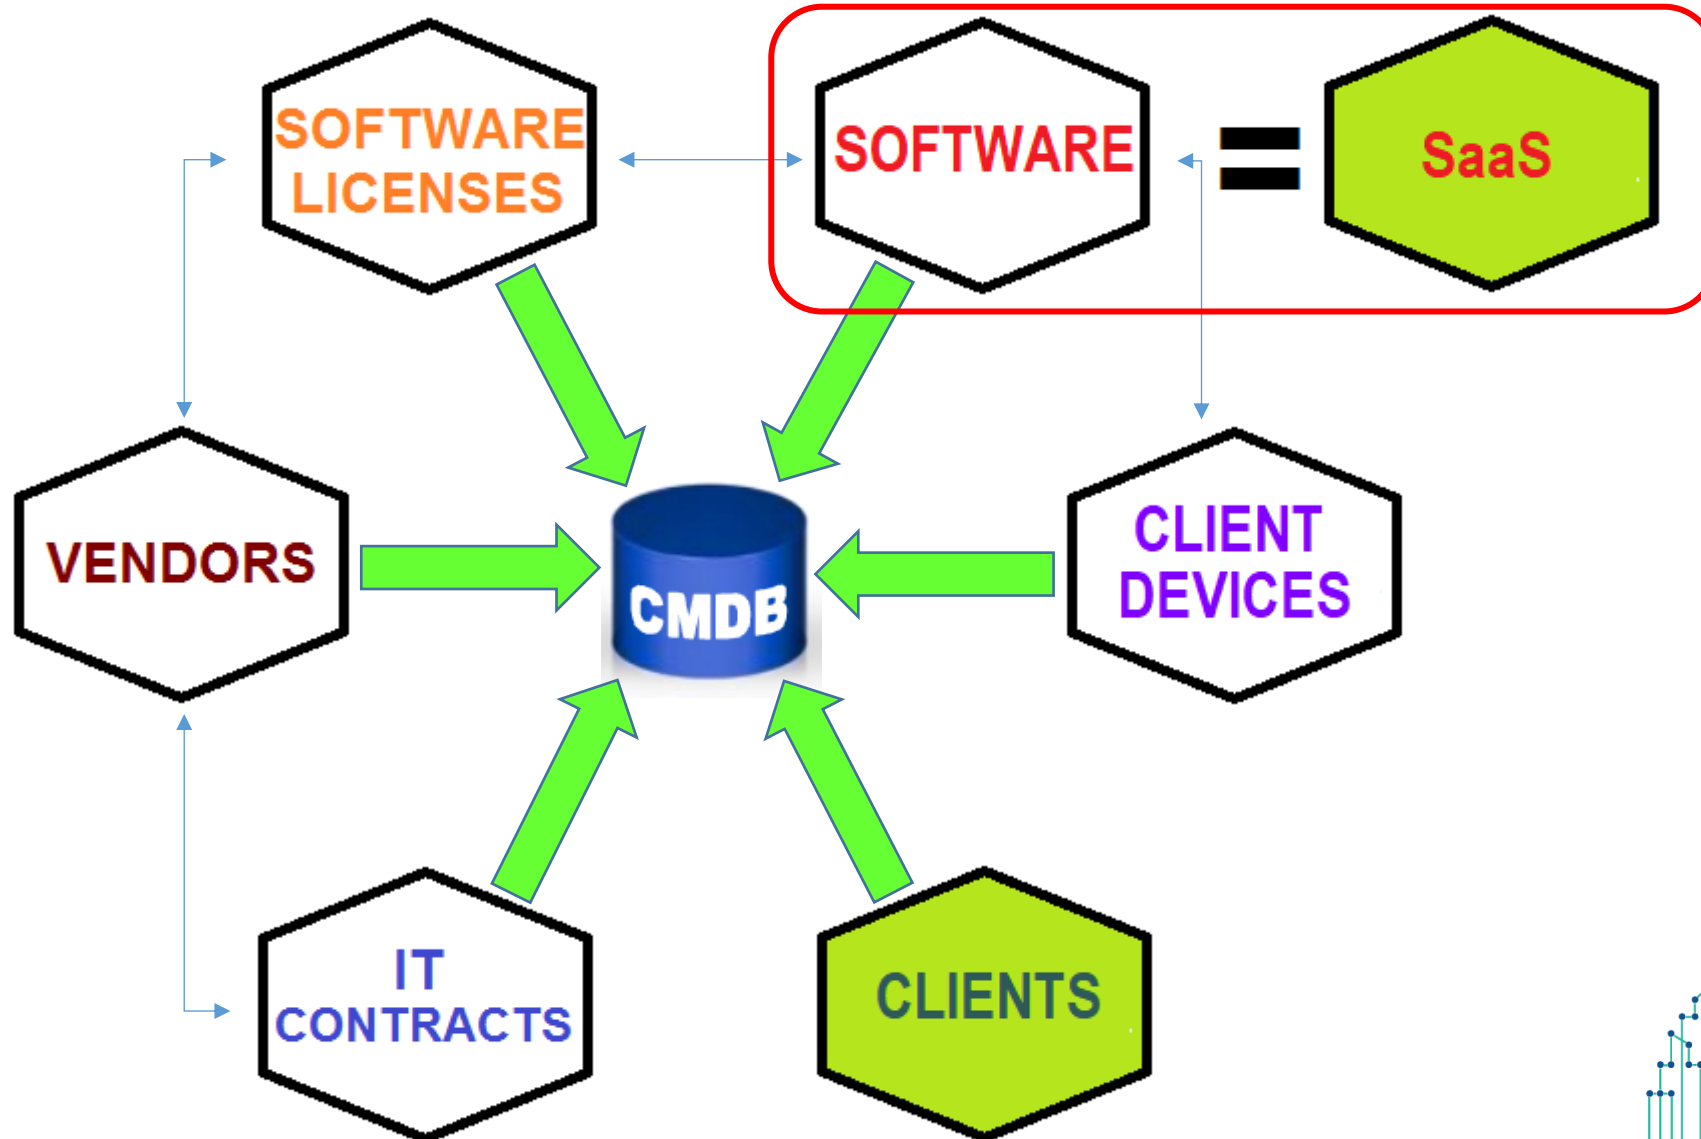 SOFTWARE
LICENSES
SOFTWARE
=
SaaS
VENDORS
CMDB
CLIENT
DEVICES
IT
CONTRACTS
CLIENTS